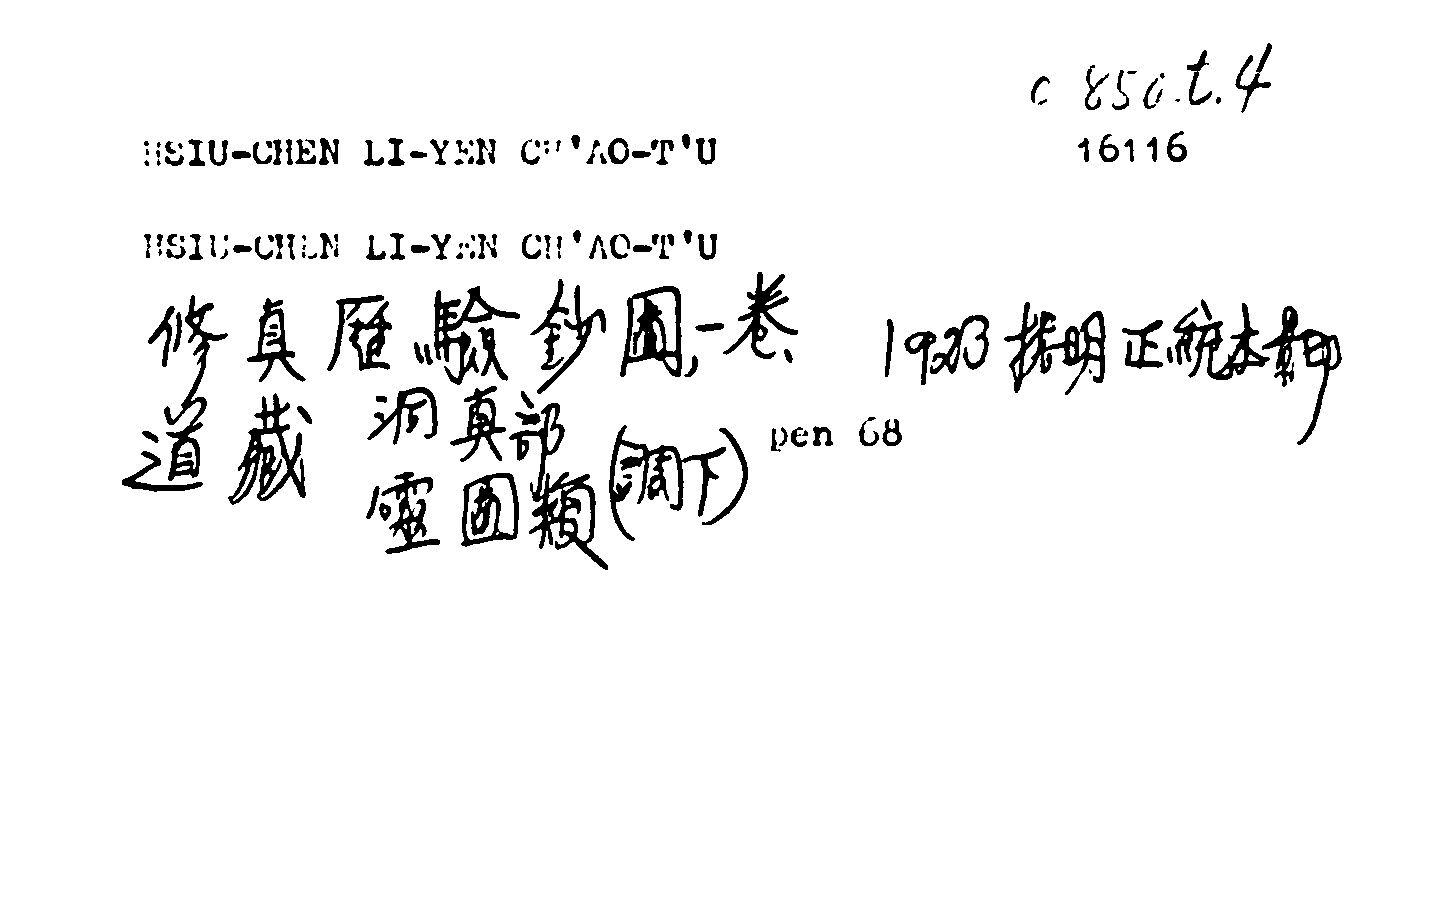 c 850.t.4
HSIU-CHEN LI-YEN CH'AO-T'U
16116
HSIU-CHEN LI-YEN CH'AO-T'U
修真歷驗鈔圖,一卷、 1923 據明正統本影印
道藏 洞真部 靈圖類 (調下) pen 68